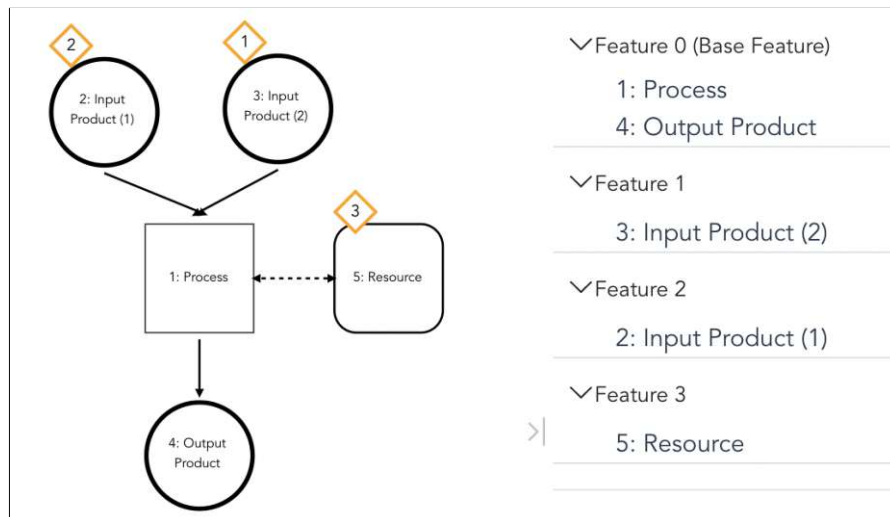 2
1
2: Input
Product (1)
3: Input
Product (2)
3
1: Process
5: Resource
4: Output
Product
Feature 0 (Base Feature)
1: Process
4: Output Product
Feature 1
3: Input Product (2)
Feature 2
2: Input Product (1)
Feature 3
5: Resource